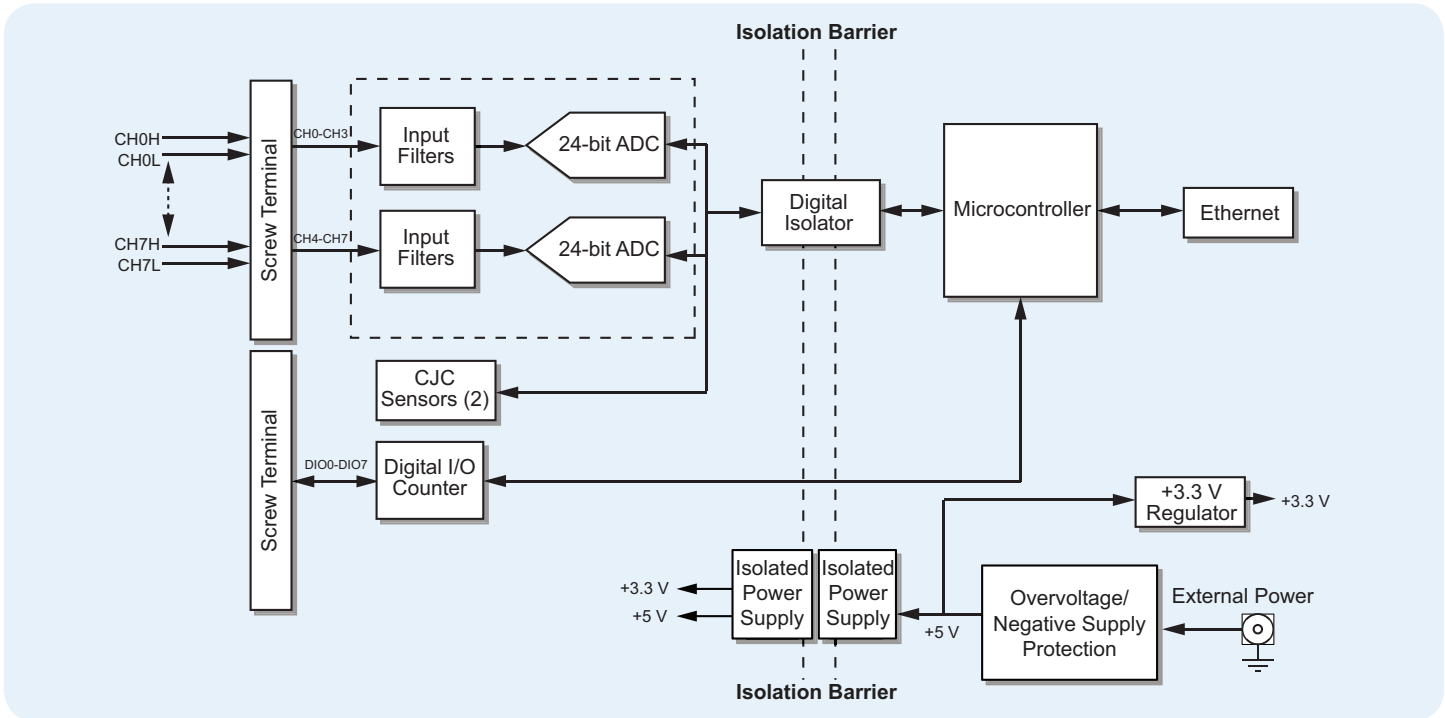 Isolation Barrier
CH0H
CH0L
CH7H
CH7L
Screw Terminal
CH0-CH3
CH4-CH7
Input
Filters
24-bit ADC
Input
Filters
24-bit ADC
Digital
Isolator
Microcontroller
Ethernet
CJC
Sensors (2)
Screw Terminal
DIO0-DIO7
Digital I/O
Counter
+3.3 V
Regulator
+3.3 V
Isolated
Power
Supply
Isolated
Power
Supply
+3.3 V
+5 V
+5 V
Overvoltage/
Negative Supply
Protection
External Power
Isolation Barrier